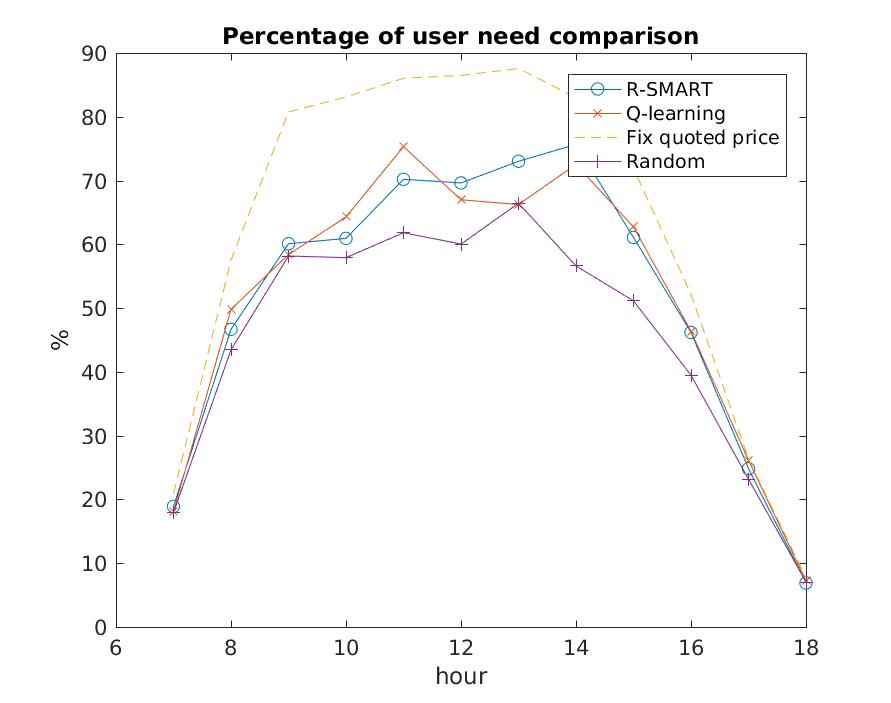 Percentage of user need comparison
90
80
70
60
50
40
30
20
10
0
%
R-SMART
Q-learning
Fix quoted price
Random
6 8 10 12 14 16 18
hour